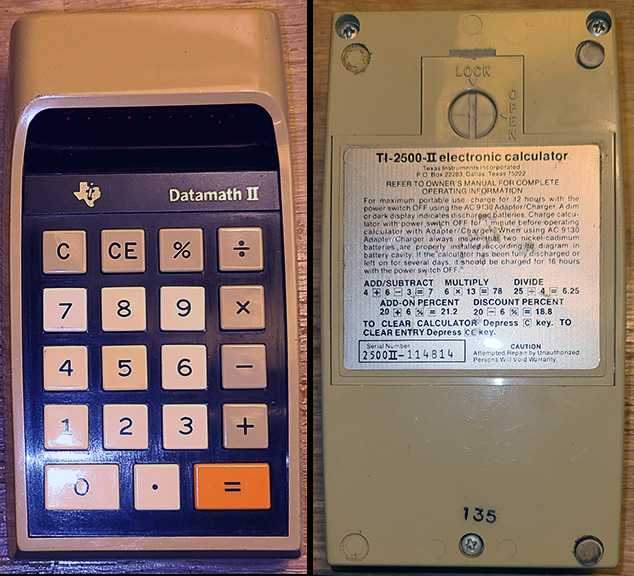 Datamath II
C CE % ÷
7 8 9 ×
4 5 6 −
1 2 3 +
0 . =
LOCK
OPEN
TI-2500-II electronic calculator
Texas Instruments Incorporated
P.O. Box 22283, Dallas, Texas 75222
REFER TO OWNER'S MANUAL FOR COMPLETE
OPERATING INFORMATION
For maximum portable use, charge for 12 hours with the
power switch OFF using the AC 9130 Adapter/Charger. A dim
or dark display indicates discharged batteries. Charge calcu-
lator with power switch OFF for minute before operating
calculator with Adapter/Charger. When using AC 9130
Adapter/Charger always two nickel-cadmium
batteries are properly installed diagram in
battery cavity. If the calculator has been fully discharged or
left on for several days, it should be charged for 16 hours
with the power switch OFF.
ADD/SUBTRACT MULTIPLY DIVIDE
4 + 6 − 3 = 7 6 × 13 = 78 25 ÷ 4 = 6.25
ADD-ON PERCENT DISCOUNT PERCENT
20 + 6 % = 21.2 20 − 6 % = 18.8
TO CLEAR CALCULATOR Depress C key. TO
CLEAR ENTRY Depress CE key.
Serial Number
2500II-114814
CAUTION
Attempted Repair by Unauthorized
Persons Will Void Warranty.
135